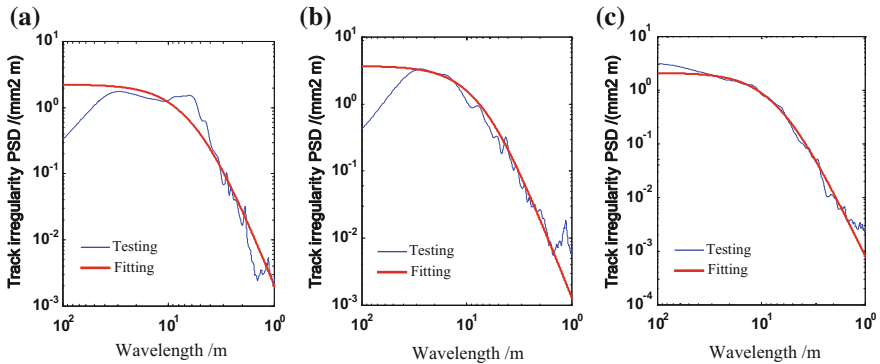 (a)
Track irregularity PSD /(mm2 m)
10^1
10^0
10^-1
10^-2
10^-3
Testing
Fitting
10^2
10^1
10^0
Wavelength /m
(b)
Track irregularity PSD /(mm2 m)
10^1
10^0
10^-1
10^-2
10^-3
Testing
Fitting
10^2
10^1
10^0
Wavelength /m
(c)
Track irregularity PSD /(mm2 m)
10^1
10^0
10^-1
10^-2
10^-3
10^-4
Testing
Fitting
10^2
10^1
10^0
Wavelength /m